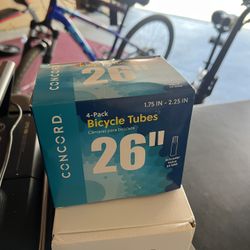 26"
CONCORD
4-Pack
Bicycle Tubes
Cámaras para bicicleta
26"
1.75 IN - 2.25 IN